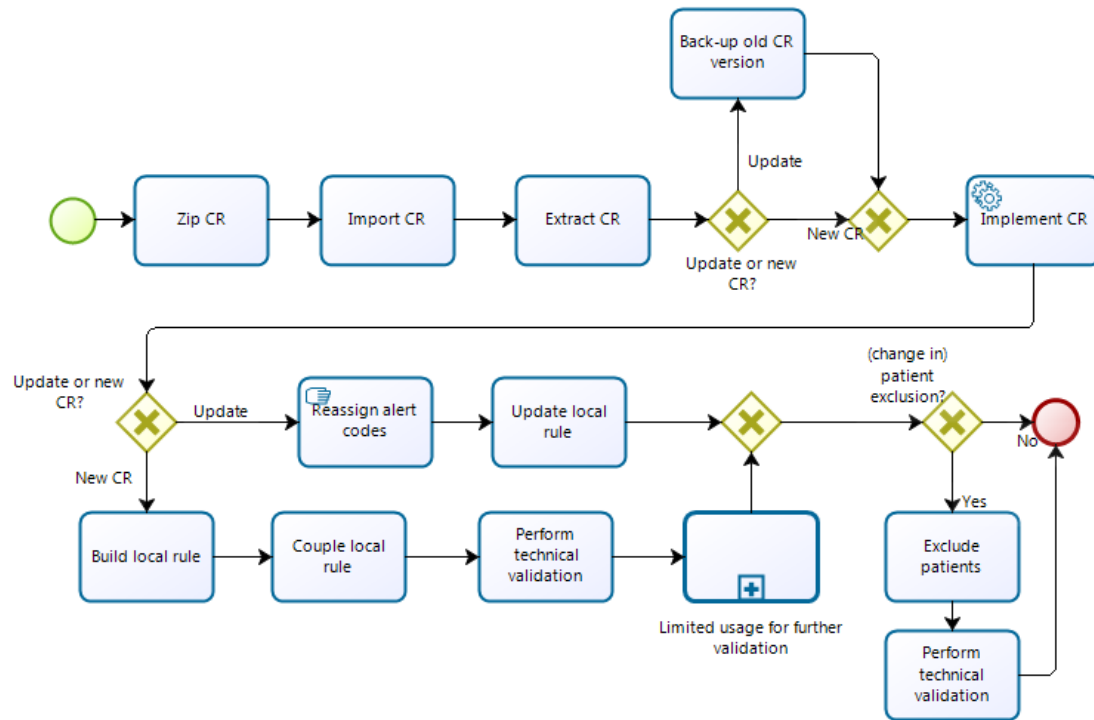 Back-up old CR
version
Update
Zip CR
Import CR
Extract CR
New CR
Implement CR
Update or new
CR?
(change in)
patient
exclusion?
Update or new
CR?
Update
Reassign alert
codes
Update local
rule
No
New CR
Yes
Build local rule
Couple local
rule
Perform
technical
validation
Exclude
patients
Limited usage for further
validation
Perform
technical
validation